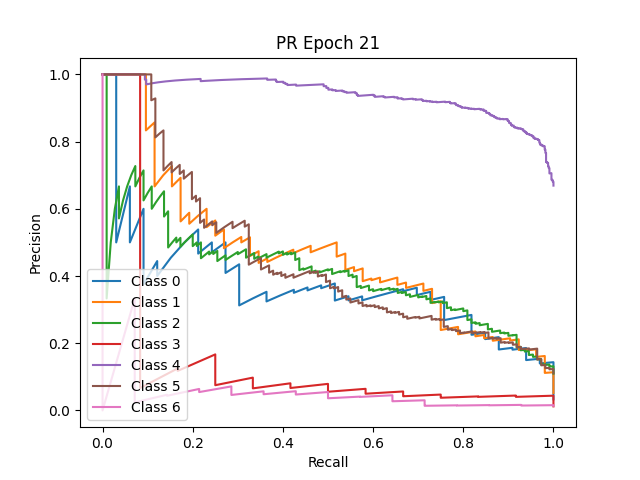 PR Epoch 21
Precision
1.0
0.8
0.6
0.4
0.2
0.0
Class 0
Class 1
Class 2
Class 3
Class 4
Class 5
Class 6
0.0 0.2 0.4 0.6 0.8 1.0
Recall